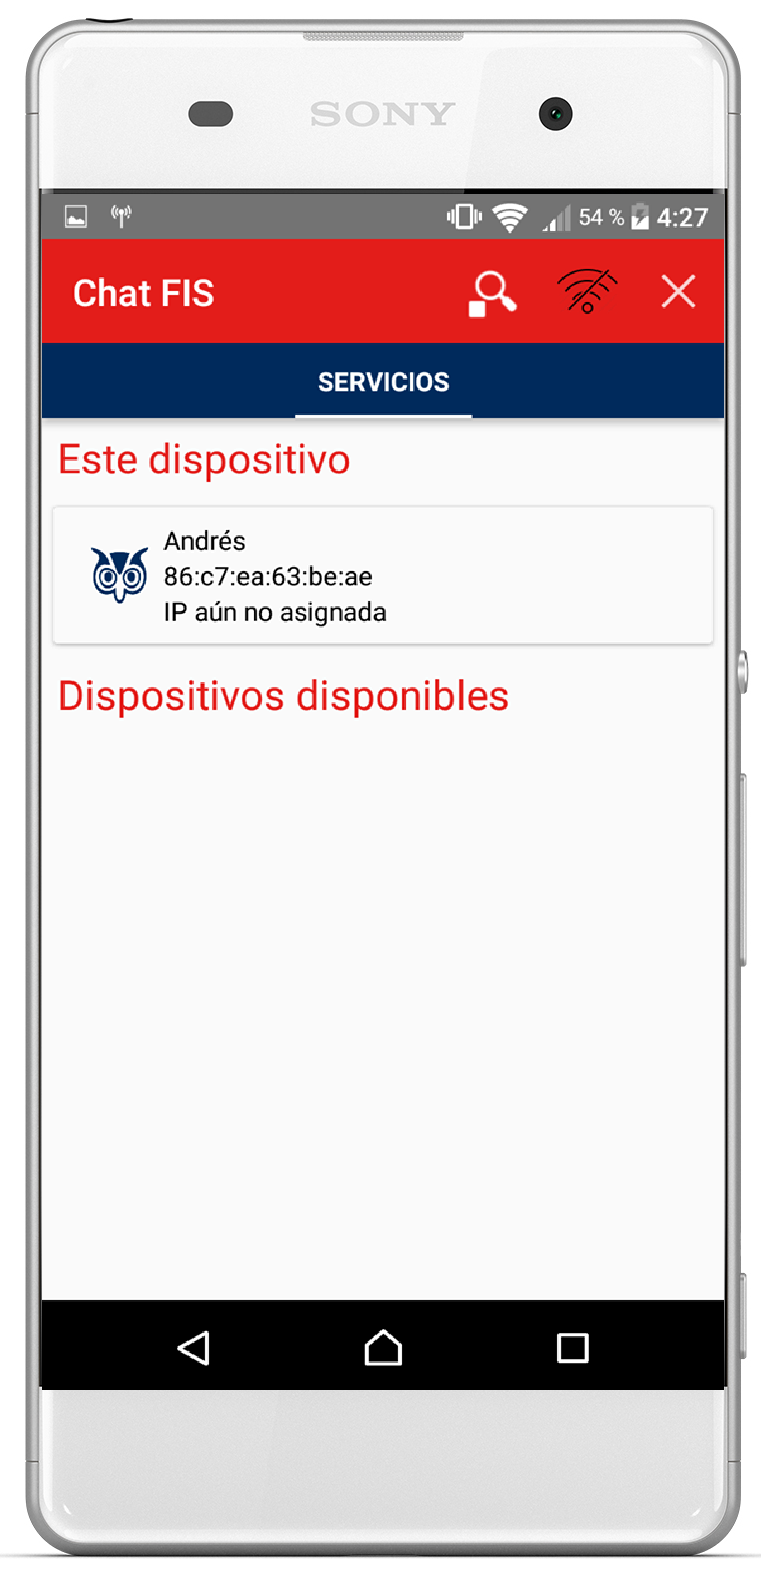 SONY
54 % 4:27
Chat FIS
SERVICIOS
Este dispositivo
Andrés
86:c7:ea:63:be:ae
IP aún no asignada
Dispositivos disponibles